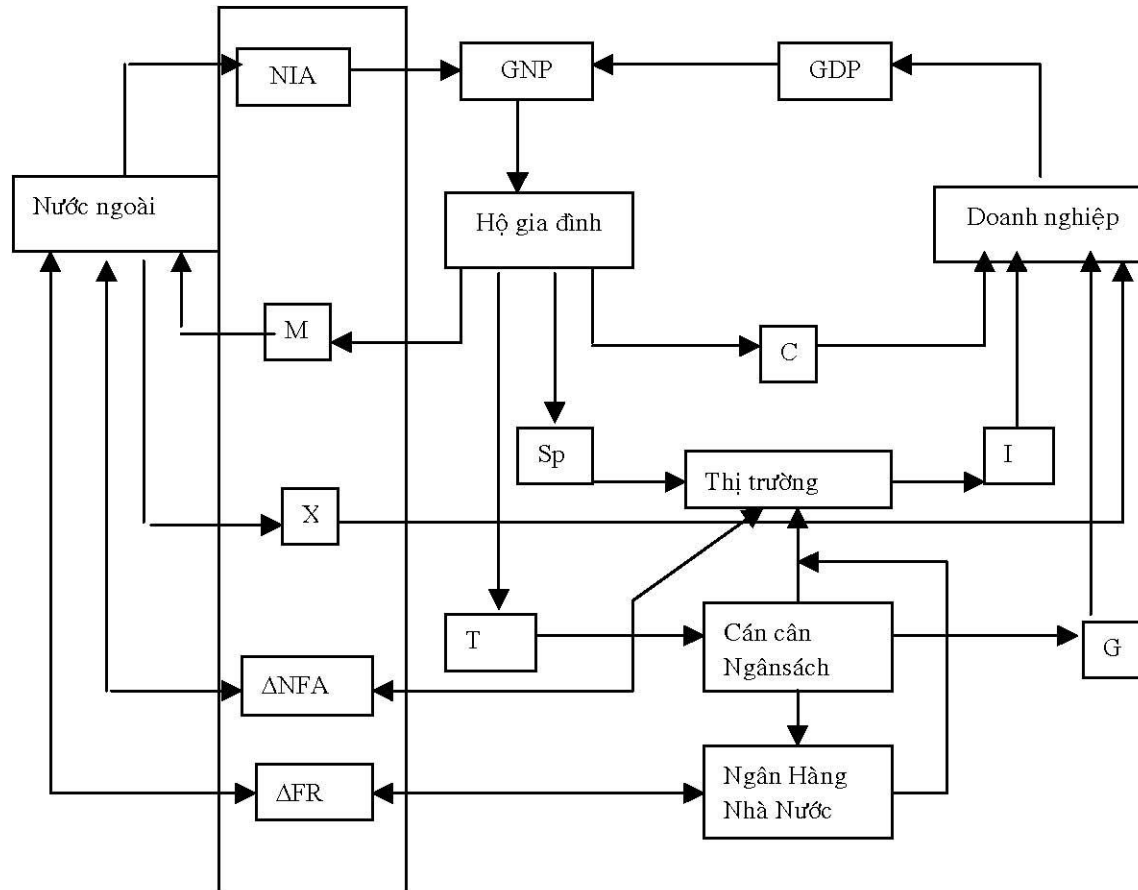 NIA
GNP
GDP
Nước ngoài
Hộ gia đình
Doanh nghiệp
M
C
Sp
Thị trường
I
X
T
Cán cân
Ngânsách
G
ΔNFA
ΔFR
Ngân Hàng
Nhà Nước